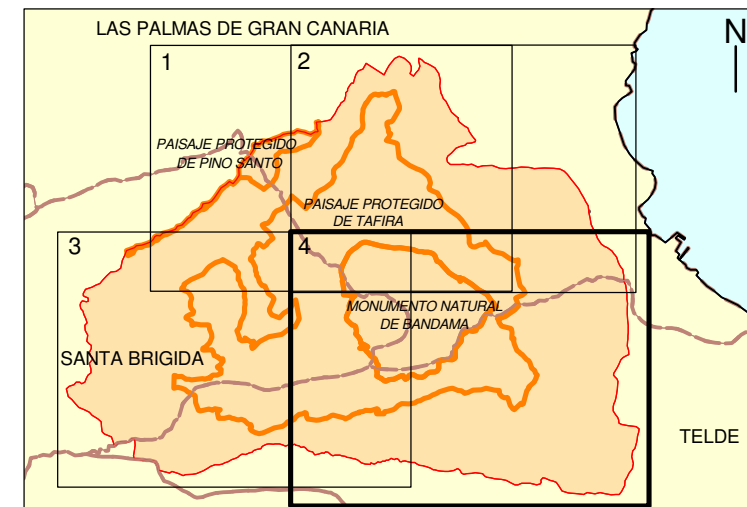 LAS PALMAS DE GRAN CANARIA
N
1
2
PAISAJE PROTEGIDO
DE PINO SANTO
PAISAJE PROTEGIDO
DE TAFIRA
3
4
MONUMENTO NATURAL
DE BANDAMA
SANTA BRIGIDA
TELDE